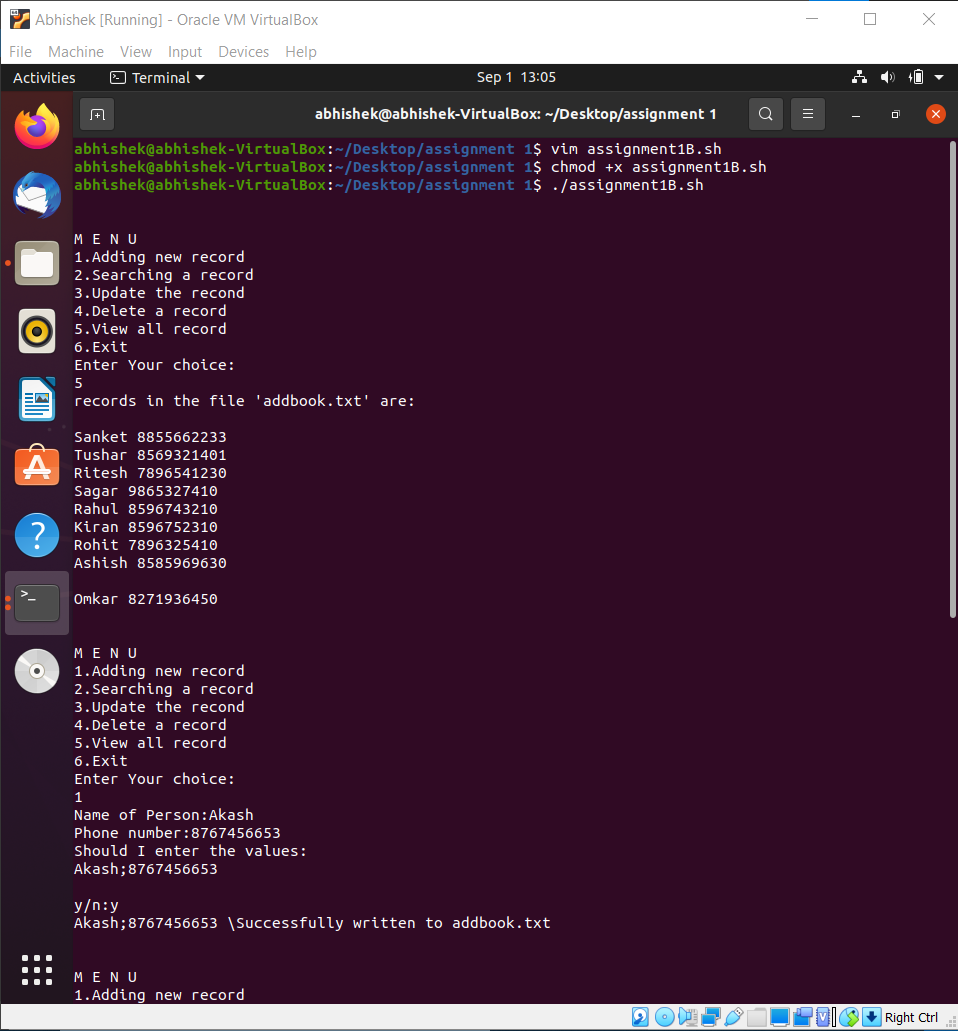 Abhishek [Running] - Oracle VM VirtualBox
File Machine View Input Devices Help
Activities Terminal Sep 1 13:05
abhishek@abhishek-VirtualBox: ~/Desktop/assignment 1
abhishek@abhishek-VirtualBox:~/Desktop/assignment 1$ vim assignment1B.sh
abhishek@abhishek-VirtualBox:~/Desktop/assignment 1$ chmod +x assignment1B.sh
abhishek@abhishek-VirtualBox:~/Desktop/assignment 1$ ./assignment1B.sh
M E N U
1.Adding new record
2.Searching a record
3.Update the recond
4.Delete a record
5.View all record
6.Exit
Enter Your choice:
5
records in the file 'addbook.txt' are:
Sanket 8855662233
Tushar 8569321401
Ritesh 7896541230
Sagar 9865327410
Rahul 8596743210
Kiran 8596752310
Rohit 7896325410
Ashish 8585969630
Omkar 8271936450
M E N U
1.Adding new record
2.Searching a record
3.Update the recond
4.Delete a record
5.View all record
6.Exit
Enter Your choice:
1
Name of Person:Akash
Phone number:8767456653
Should I enter the values:
Akash;8767456653
y/n:y
Akash;8767456653 \Successfully written to addbook.txt
M E N U
1.Adding new record
Right Ctrl